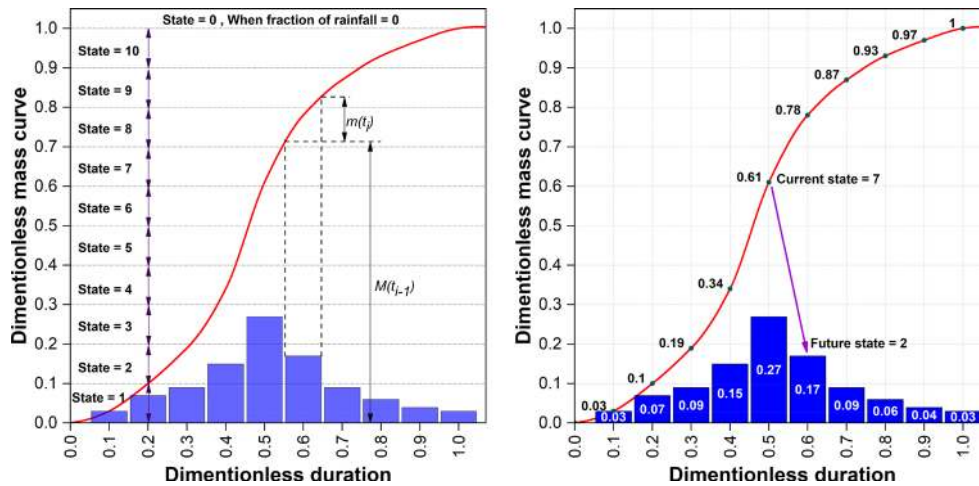 State = 0 , When fraction of rainfall = 0
Dimentionless mass curve
1.0
0.9
0.8
0.7
0.6
0.5
0.4
0.3
0.2
0.1
0.0
State = 10
State = 9
State = 8
State = 7
State = 6
State = 5
State = 4
State = 3
State = 2
State = 1
m(ti)
M(ti-1)
0.0 0.1 0.2 0.3 0.4 0.5 0.6 0.7 0.8 0.9 1.0
Dimentionless duration
Dimentionless mass curve
1.0
0.9
0.8
0.7
0.6
0.5
0.4
0.3
0.2
0.1
0.0
1
0.97
0.93
0.87
0.78
0.61
Current state = 7
0.34
0.19
Future state = 2
0.1
0.03
0.03 0.07 0.09 0.15 0.27 0.17 0.09 0.06 0.04 0.03
0.0 0.1 0.2 0.3 0.4 0.5 0.6 0.7 0.8 0.9 1.0
Dimentionless duration